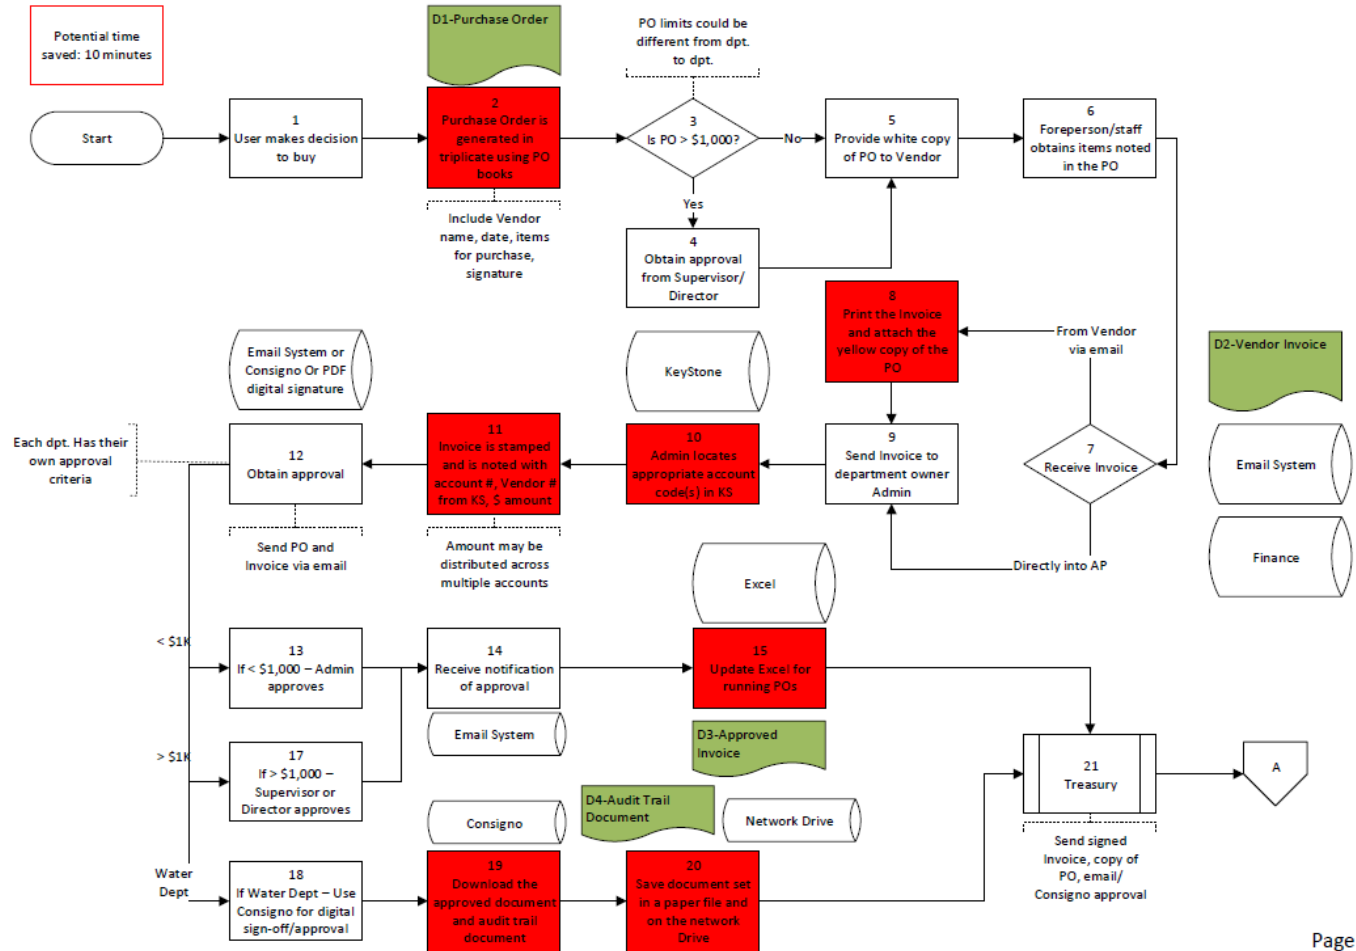 Potential time
saved: 10 minutes
D1-Purchase Order
PO limits could be
different from dpt.
to dpt.
Start
1
User makes decision
to buy
2
Purchase Order is
generated in
triplicate using PO
books
3
Is PO > $1,000?
No
5
Provide white copy
of PO to Vendor
6
Foreperson/staff
obtains items noted
in the PO
Include Vendor
name, date, items
for purchase,
signature
Yes
4
Obtain approval
from Supervisor/
Director
8
Print the Invoice
and attach the
yellow copy of the
PO
From Vendor
via email
D2-Vendor Invoice
Email System or
Consigno Or PDF
digital signature
KeyStone
Each dpt. Has their
own approval
criteria
12
Obtain approval
11
Invoice is stamped
and is noted with
account #, Vendor #
from KS, $ amount
10
Admin locates
appropriate account
code(s) in KS
9
Send Invoice to
department owner
Admin
7
Receive Invoice
Email System
Send PO and
Invoice via email
Amount may be
distributed across
multiple accounts
Excel
Directly into AP
Finance
< $1K
13
If < $1,000 – Admin
approves
14
Receive notification
of approval
15
Update Excel for
running POs
Email System
D3-Approved
Invoice
> $1K
17
If > $1,000 –
Supervisor or
Director approves
21
Treasury
A
Consigno
D4-Audit Trail
Document
Network Drive
Water
Dept
18
If Water Dept – Use
Consigno for digital
sign-off/approval
19
Download the
approved document
and audit trail
document
20
Save document set
in a paper file and
on the network
Drive
Send signed
Invoice, copy of
PO, email/
Consigno approval
Page